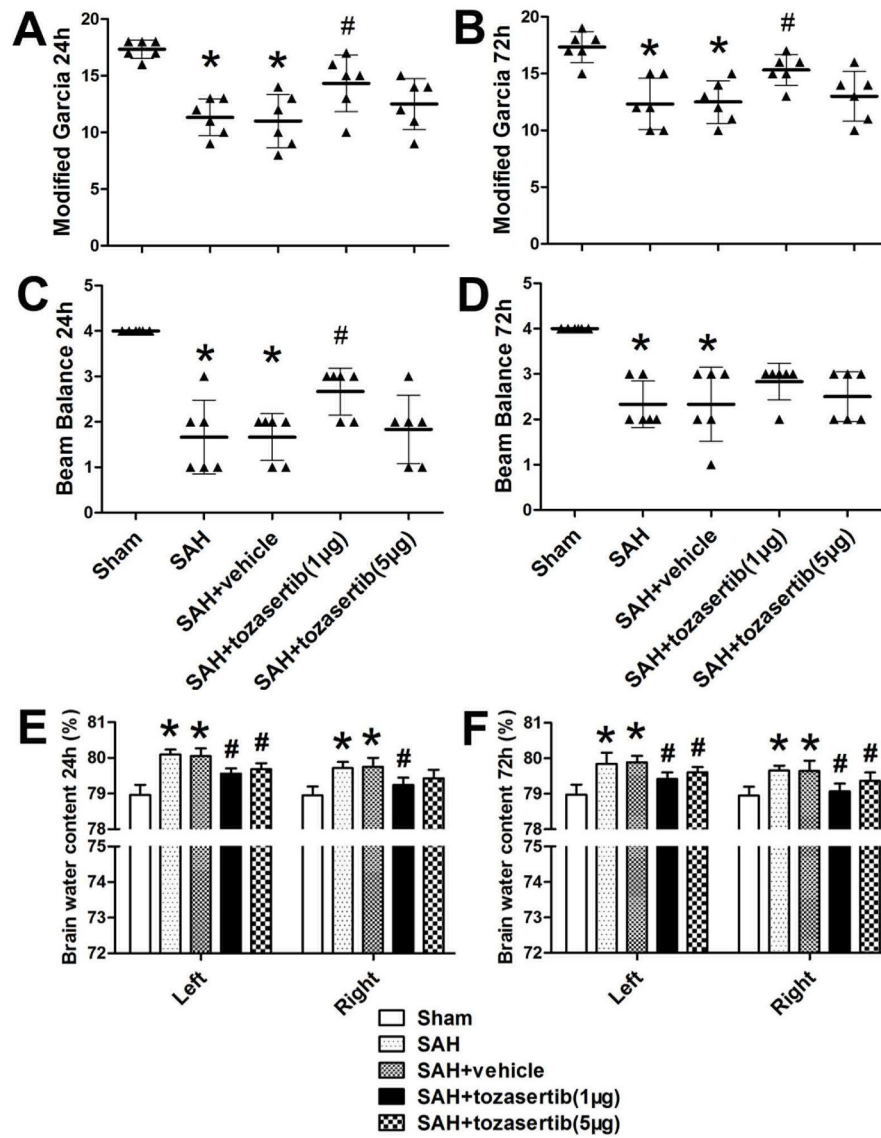 A
Modified Garcia 24h
20
15
10
5
0
*
*
#
B
Modified Garcia 72h
20
15
10
5
0
*
*
#
C
Beam Balance 24h
4
3
2
1
0
*
*
#
Sham
SAH
SAH+vehicle
SAH+tozasertib(1µg)
SAH+tozasertib(5µg)
D
Beam Balance 72h
5
4
3
2
1
0
*
*
Sham
SAH
SAH+vehicle
SAH+tozasertib(1µg)
SAH+tozasertib(5µg)
E
Brain water content 24h (%)
81
80
79
78
75
74
73
72
* * # #
* * #
Left
Right
F
Brain water content 72h (%)
81
80
79
78
75
74
73
72
* * # #
* * # #
Left
Right
Sham
SAH
SAH+vehicle
SAH+tozasertib(1µg)
SAH+tozasertib(5µg)